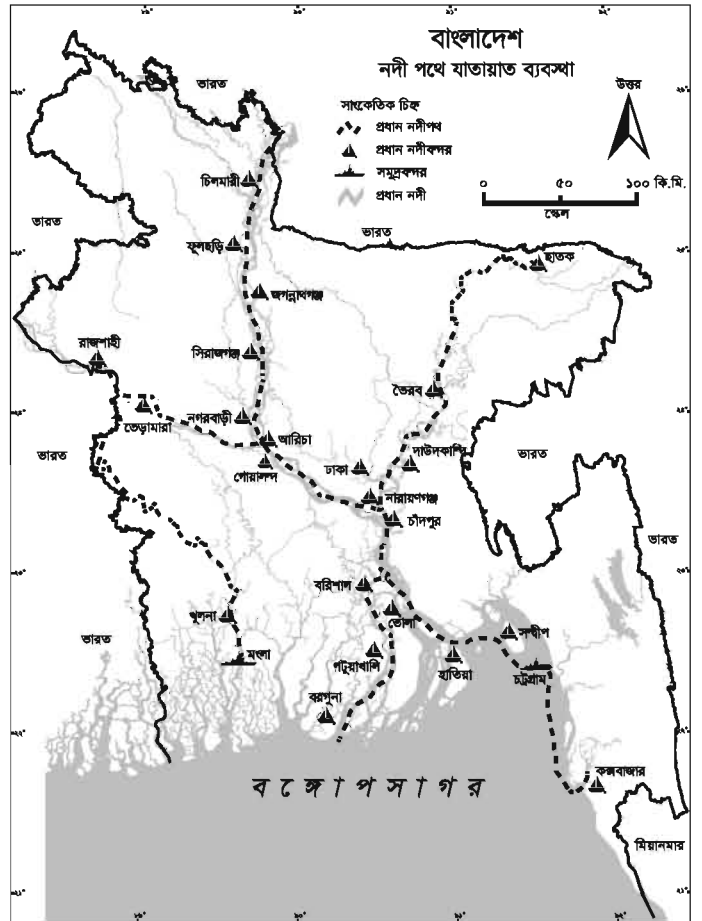 বাংলাদেশ
নদী পথে যাতায়াত ব্যবস্থা
উত্তর
সাংকেতিক চিহ্ন
প্রধান নদীপথ
প্রধান নদীবন্দর
সমুদ্রবন্দর
প্রধান নদী
০ ৫০ ১০০ কি.মি.
স্কেল
ভারত
চিলমারী
ভারত
ভারত
ফুলছড়ি
ছাতক
জগন্নাথগঞ্জ
রাজশাহী
সিরাজগঞ্জ
ভৈরব
ভেড়ামারা
নগরবাড়ী
আরিচা
দাউদকান্দি
ভারত
ভারত
গোয়ালন্দ
ঢাকা
নারায়ণগঞ্জ
চাঁদপুর
ভারত
বরিশাল
খুলনা
ভোলা
সন্দ্বীপ
ভারত
মংলা
পটুয়াখালি
হাতিয়া
চট্টগ্রাম
বরগুনা
কক্সবাজার
বঙ্গোপসাগর
মিয়ানমার